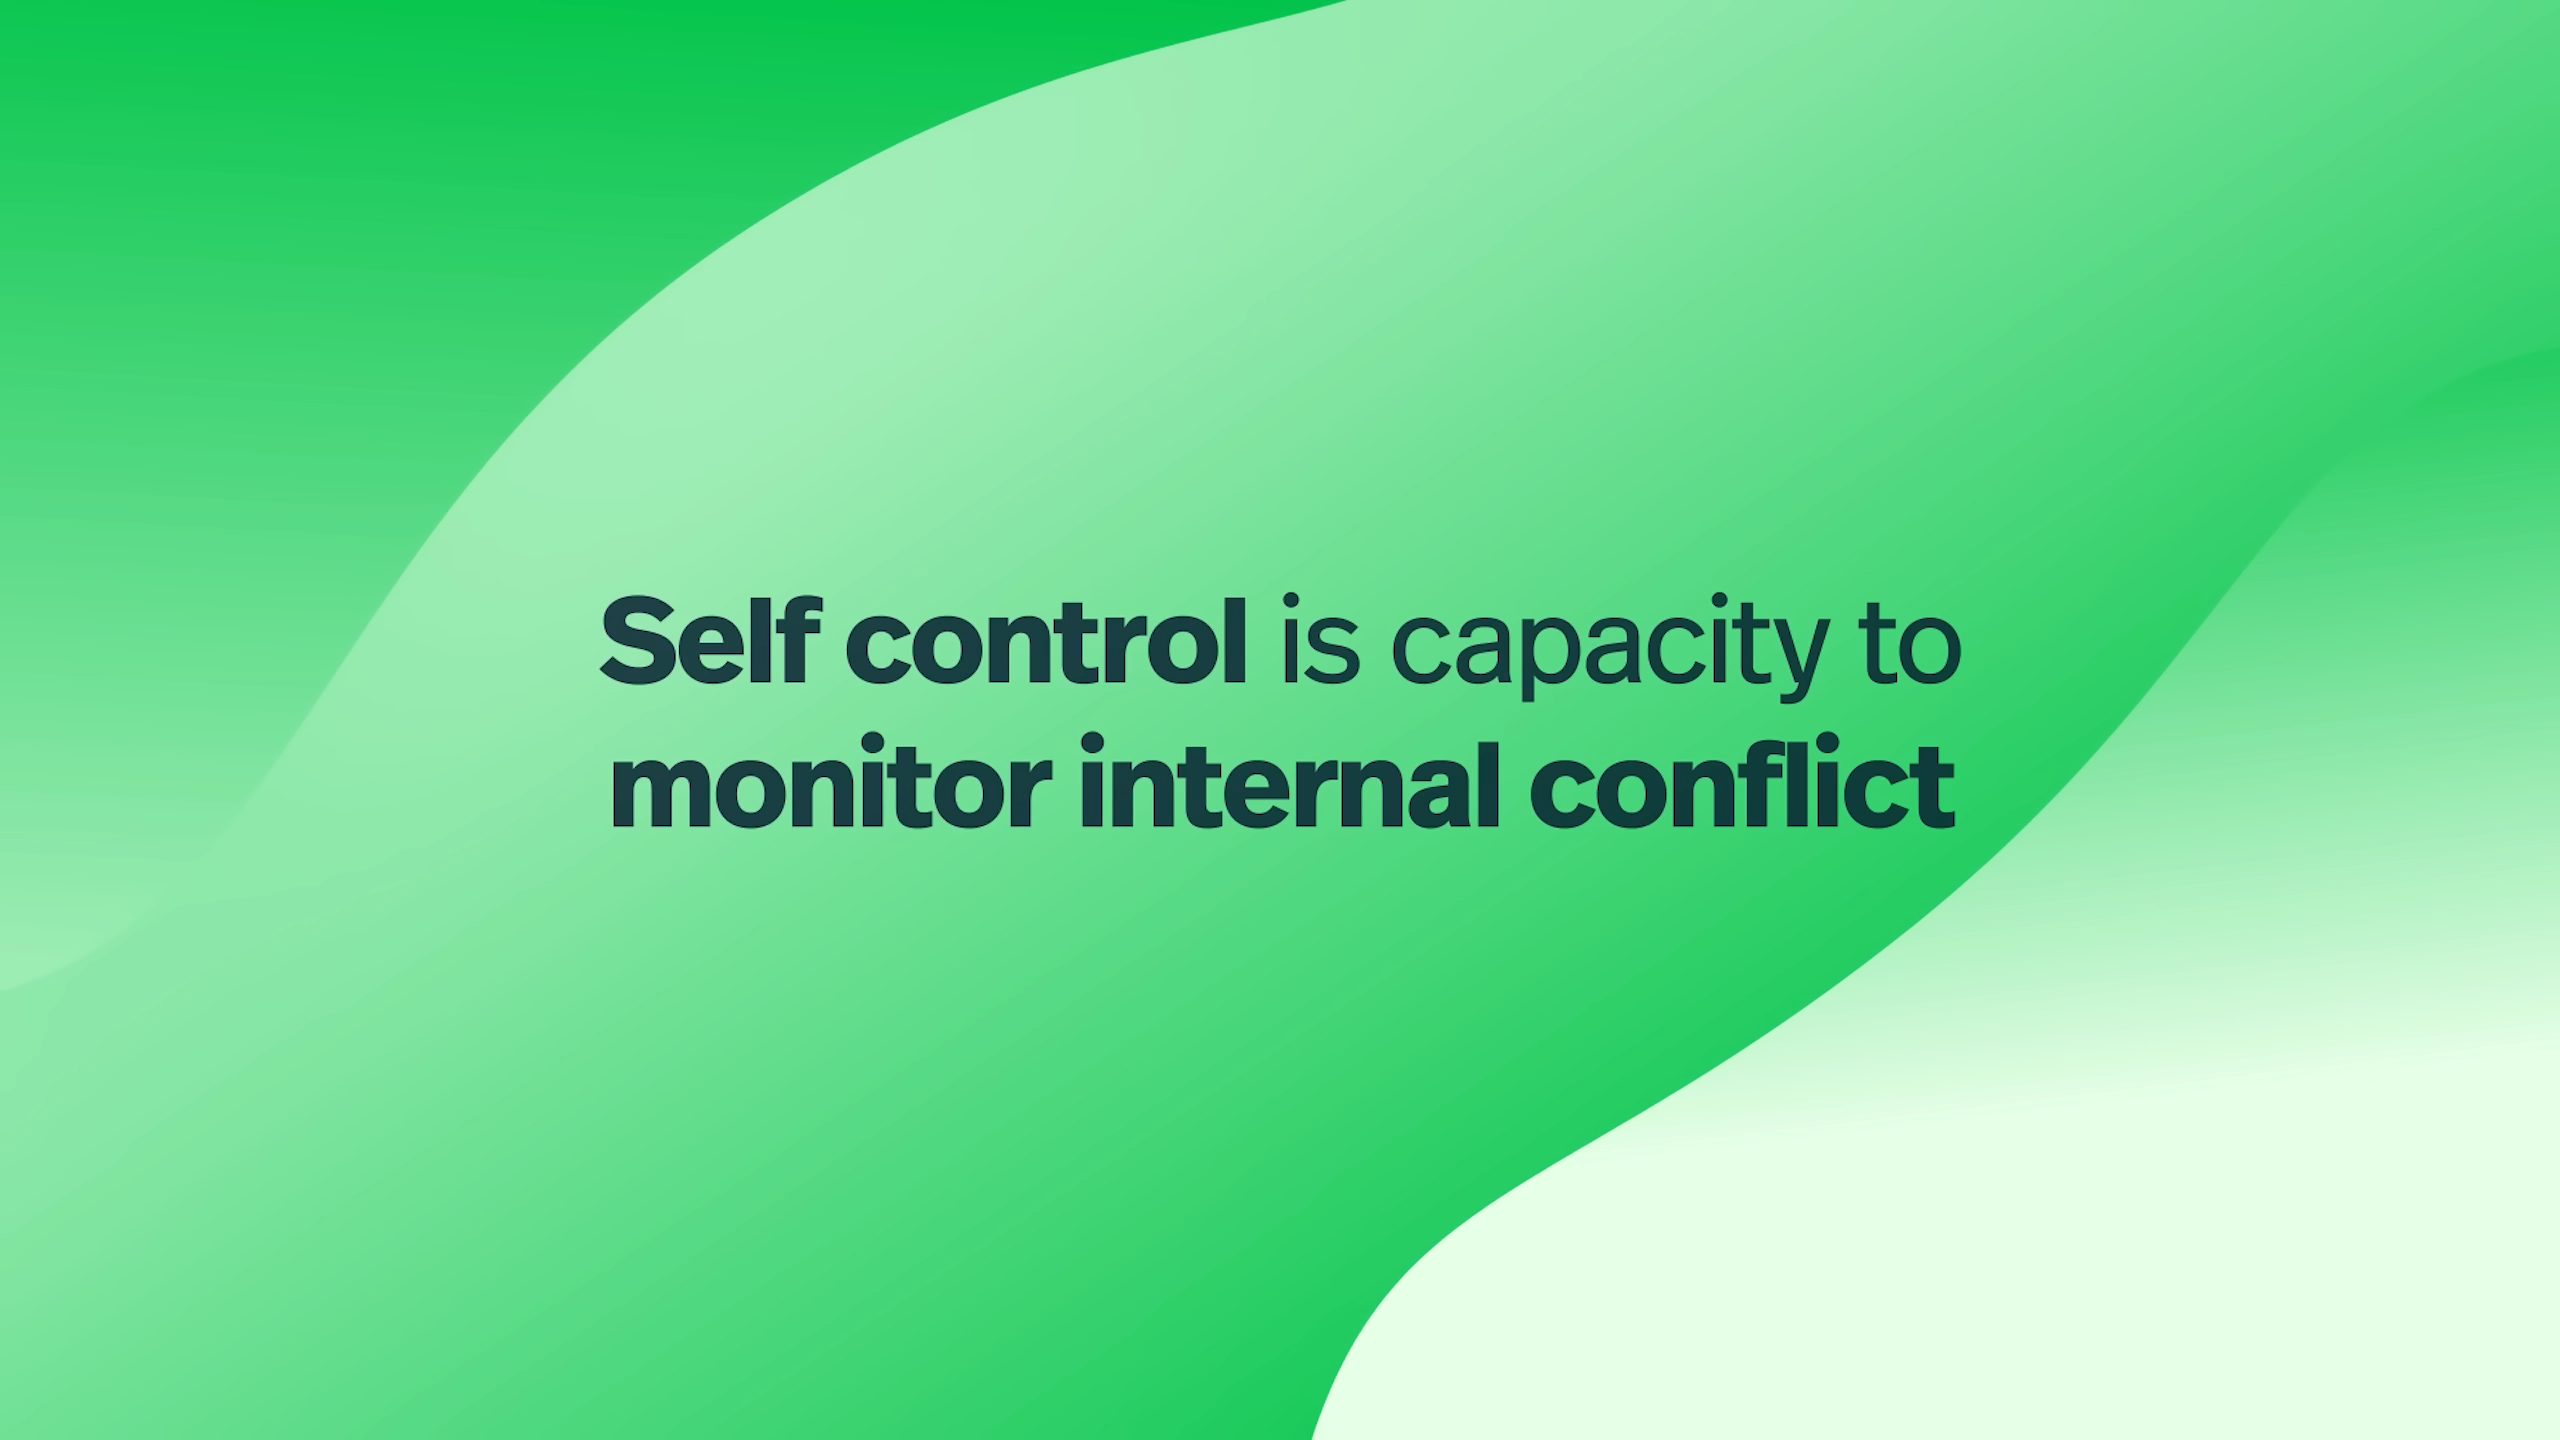 Self control is capacity to
monitor internal conflict